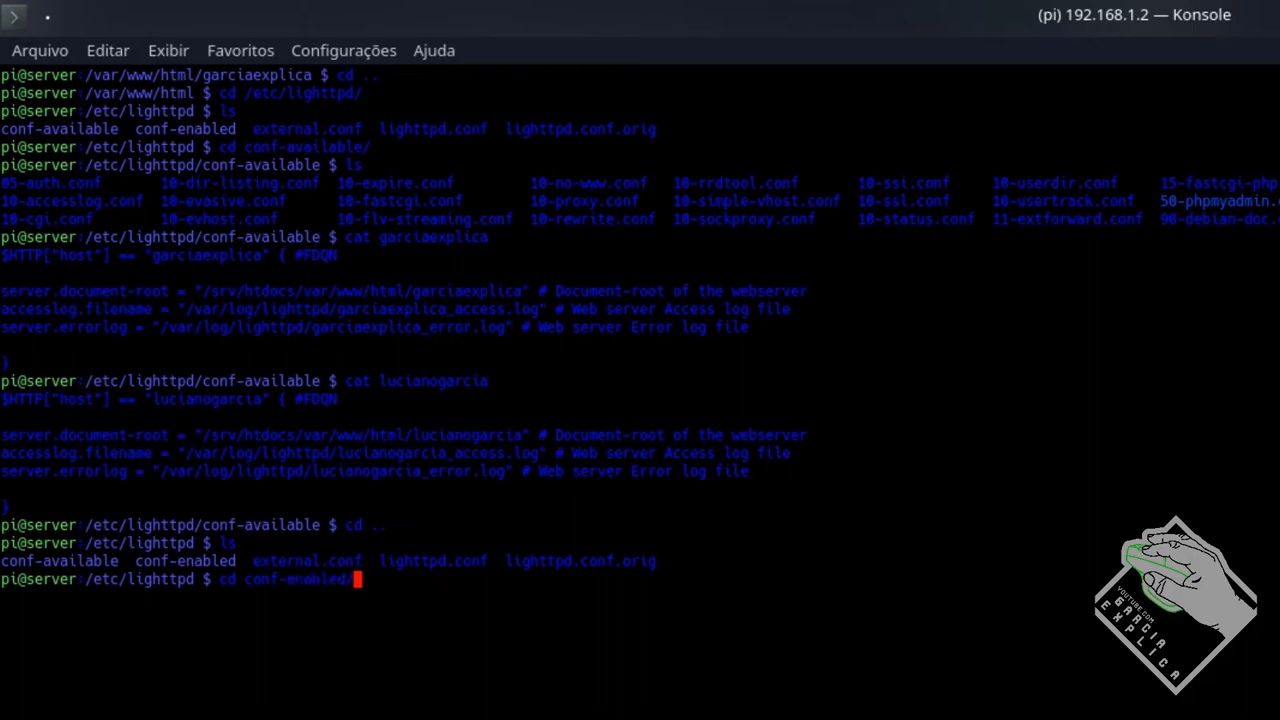 (pi) 192.168.1.2 — Konsole
Arquivo Editar Exibir Favoritos Configurações Ajuda
pi@server:/var/www/html/garciaexplica $ cd ..
pi@server:/var/www/html $ cd /etc/lighttpd/
pi@server:/etc/lighttpd $ ls
conf-available conf-enabled external.conf lighttpd.conf lighttpd.conf.orig
pi@server:/etc/lighttpd $ cd conf-available/
pi@server:/etc/lighttpd/conf-available $ ls
05-auth.conf 10-dir-listing.conf 10-expire.conf 10-no-www.conf 10-rrdtool.conf 10-ssi.conf 10-userdir.conf 15-fastcgi-php
10-accesslog.conf 10-evasive.conf 10-fastcgi.conf 10-proxy.conf 10-simple-vhost.conf 10-ssl.conf 10-usertrack.conf 50-phpmyadmin.c
10-cgi.conf 10-evhost.conf 10-flv-streaming.conf 10-rewrite.conf 10-sockproxy.conf 10-status.conf 11-extforward.conf 90-debian-doc.
pi@server:/etc/lighttpd/conf-available $ cat garciaexplica
$HTTP["host"] == "garciaexplica" { #FDQN
server.document-root = "/srv/htdocs/var/www/html/garciaexplica" # Document-root of the webserver
accesslog.filename = "/var/log/lighttpd/garciaexplica_access.log" # Web server Access log file
server.errorlog = "/var/log/lighttpd/garciaexplica_error.log" # Web server Error log file
}
pi@server:/etc/lighttpd/conf-available $ cat lucianogarcia
$HTTP["host"] == "lucianogarcia" { #FDQN
server.document-root = "/srv/htdocs/var/www/html/lucianogarcia" # Document-root of the webserver
accesslog.filename = "/var/log/lighttpd/lucianogarcia_access.log" # Web server Access log file
server.errorlog = "/var/log/lighttpd/lucianogarcia_error.log" # Web server Error log file
}
pi@server:/etc/lighttpd/conf-available $ cd ..
pi@server:/etc/lighttpd $ ls
conf-available conf-enabled external.conf lighttpd.conf lighttpd.conf.orig
pi@server:/etc/lighttpd $ cd conf-enabled/
YOUTUBE.COM
GARCIA
EXPLICA